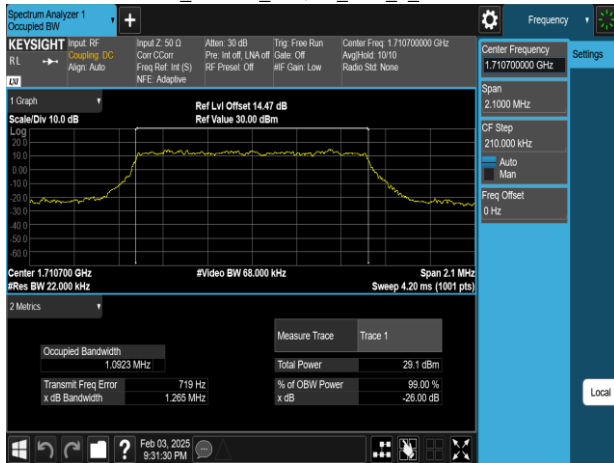 Spectrum Analyzer 1
Occupied BW
+
Frequency
KEYSIGHT
RL
LXI
Input: RF
Coupling: DC
Align: Auto
Input Z: 50 Ω
Corr CCorr
Freq Ref: Int (S)
NFE: Adaptive
Atten: 30 dB
Pre: Int off, LNA off
RF Preset: Off
Trig: Free Run
Gate: Off
#IF Gain: Low
Center Freq: 1.710700000 GHz
Avg|Hold: 10/10
Radio Std: None
Center Frequency
1.710700000 GHz
Settings
Span
2.1000 MHz
CF Step
210.000 kHz
Auto
Man
Freq Offset
0 Hz
Local
1 Graph
Scale/Div 10.0 dB
Ref Lvl Offset 14.47 dB
Ref Value 30.00 dBm
Log
20.0
10.0
0.00
-10.0
-20.0
-30.0
-40.0
-50.0
-60.0
Center 1.710700 GHz
#Video BW 68.000 kHz
Span 2.1 MHz
#Res BW 22.000 kHz
Sweep 4.20 ms (1001 pts)
2 Metrics
Measure Trace
Trace 1
Occupied Bandwidth
1.0923 MHz
Total Power
29.1 dBm
Transmit Freq Error
719 Hz
% of OBW Power
99.00 %
x dB Bandwidth
1.265 MHz
x dB
-26.00 dB
?
Feb 03, 2025
9:31:30 PM